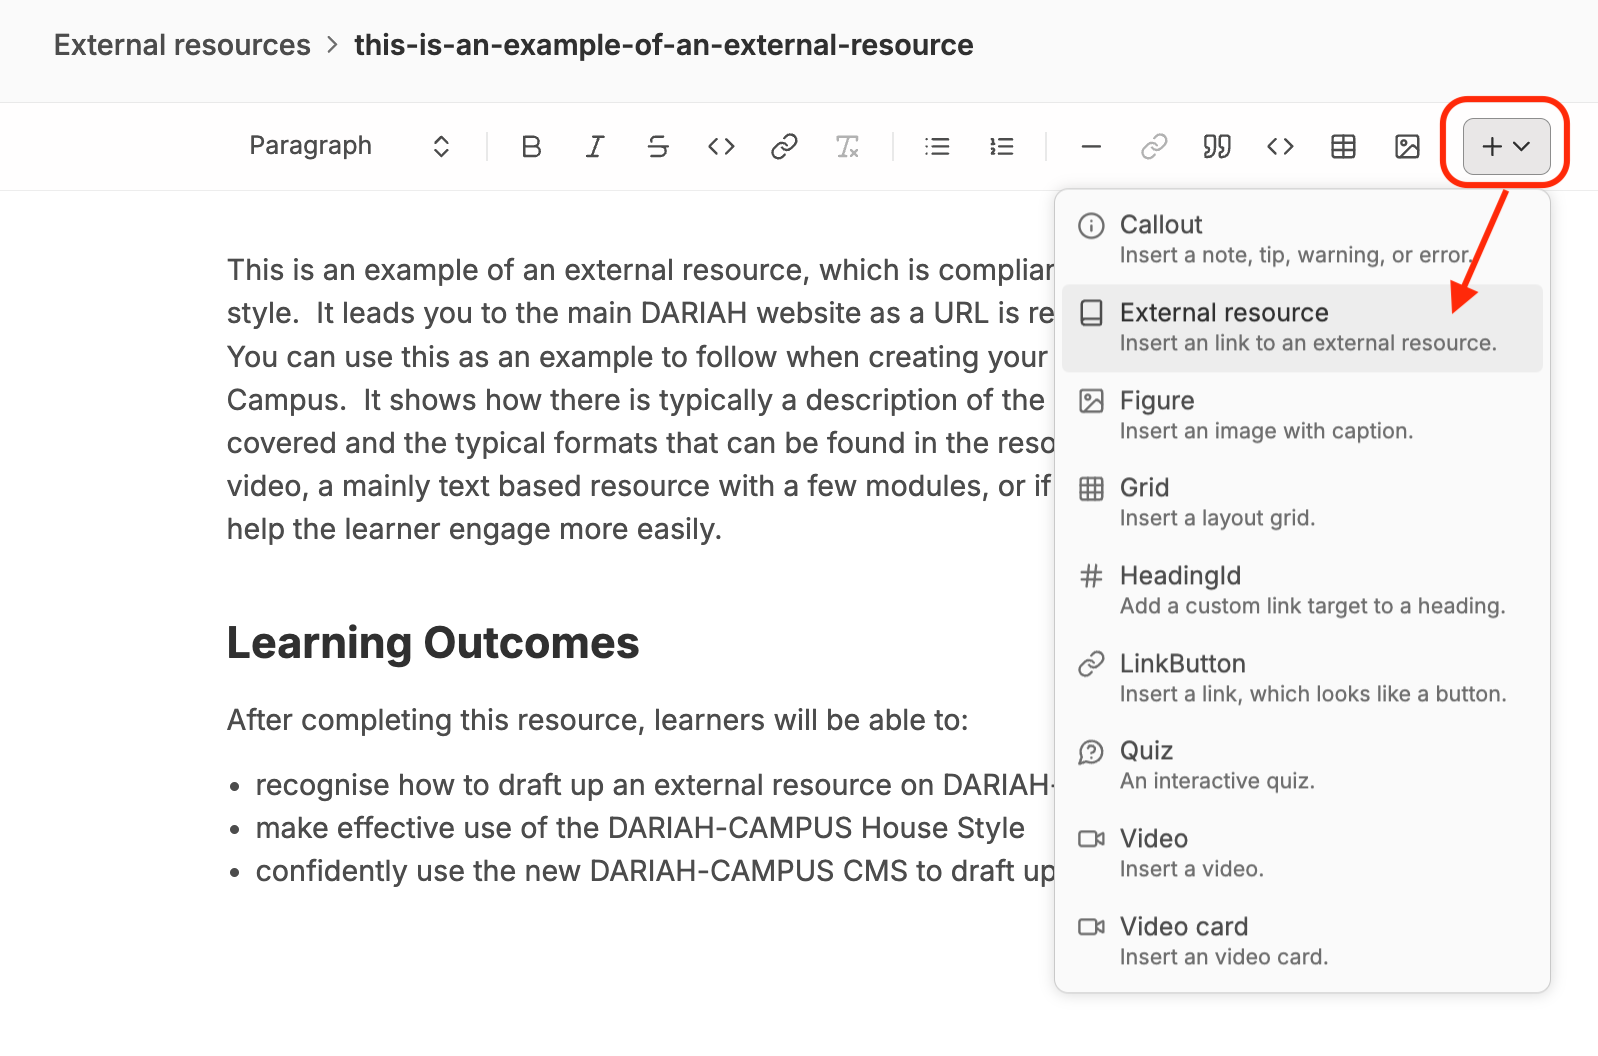 External resources > this-is-an-example-of-an-external-resource
Paragraph
This is an example of an external resource, which is
style.  It leads you to the main DARIAH website as a URL is
You can use this as an example to follow when creating your
Campus.  It shows how there is typically a description of the
covered and the typical formats that can be found in the
video, a mainly text based resource with a few modules, or if
help the learner engage more easily.
Learning Outcomes
After completing this resource, learners will be able to:
• recognise how to draft up an external resource on DARIAH-
• make effective use of the DARIAH-CAMPUS House Style
• confidently use the new DARIAH-CAMPUS CMS to draft up
Callout
Insert a note, tip, warning, or error.
External resource
Insert an link to an external resource.
Figure
Insert an image with caption.
Grid
Insert a layout grid.
HeadingId
Add a custom link target to a heading.
LinkButton
Insert a link, which looks like a button.
Quiz
An interactive quiz.
Video
Insert a video.
Video card
Insert an video card.